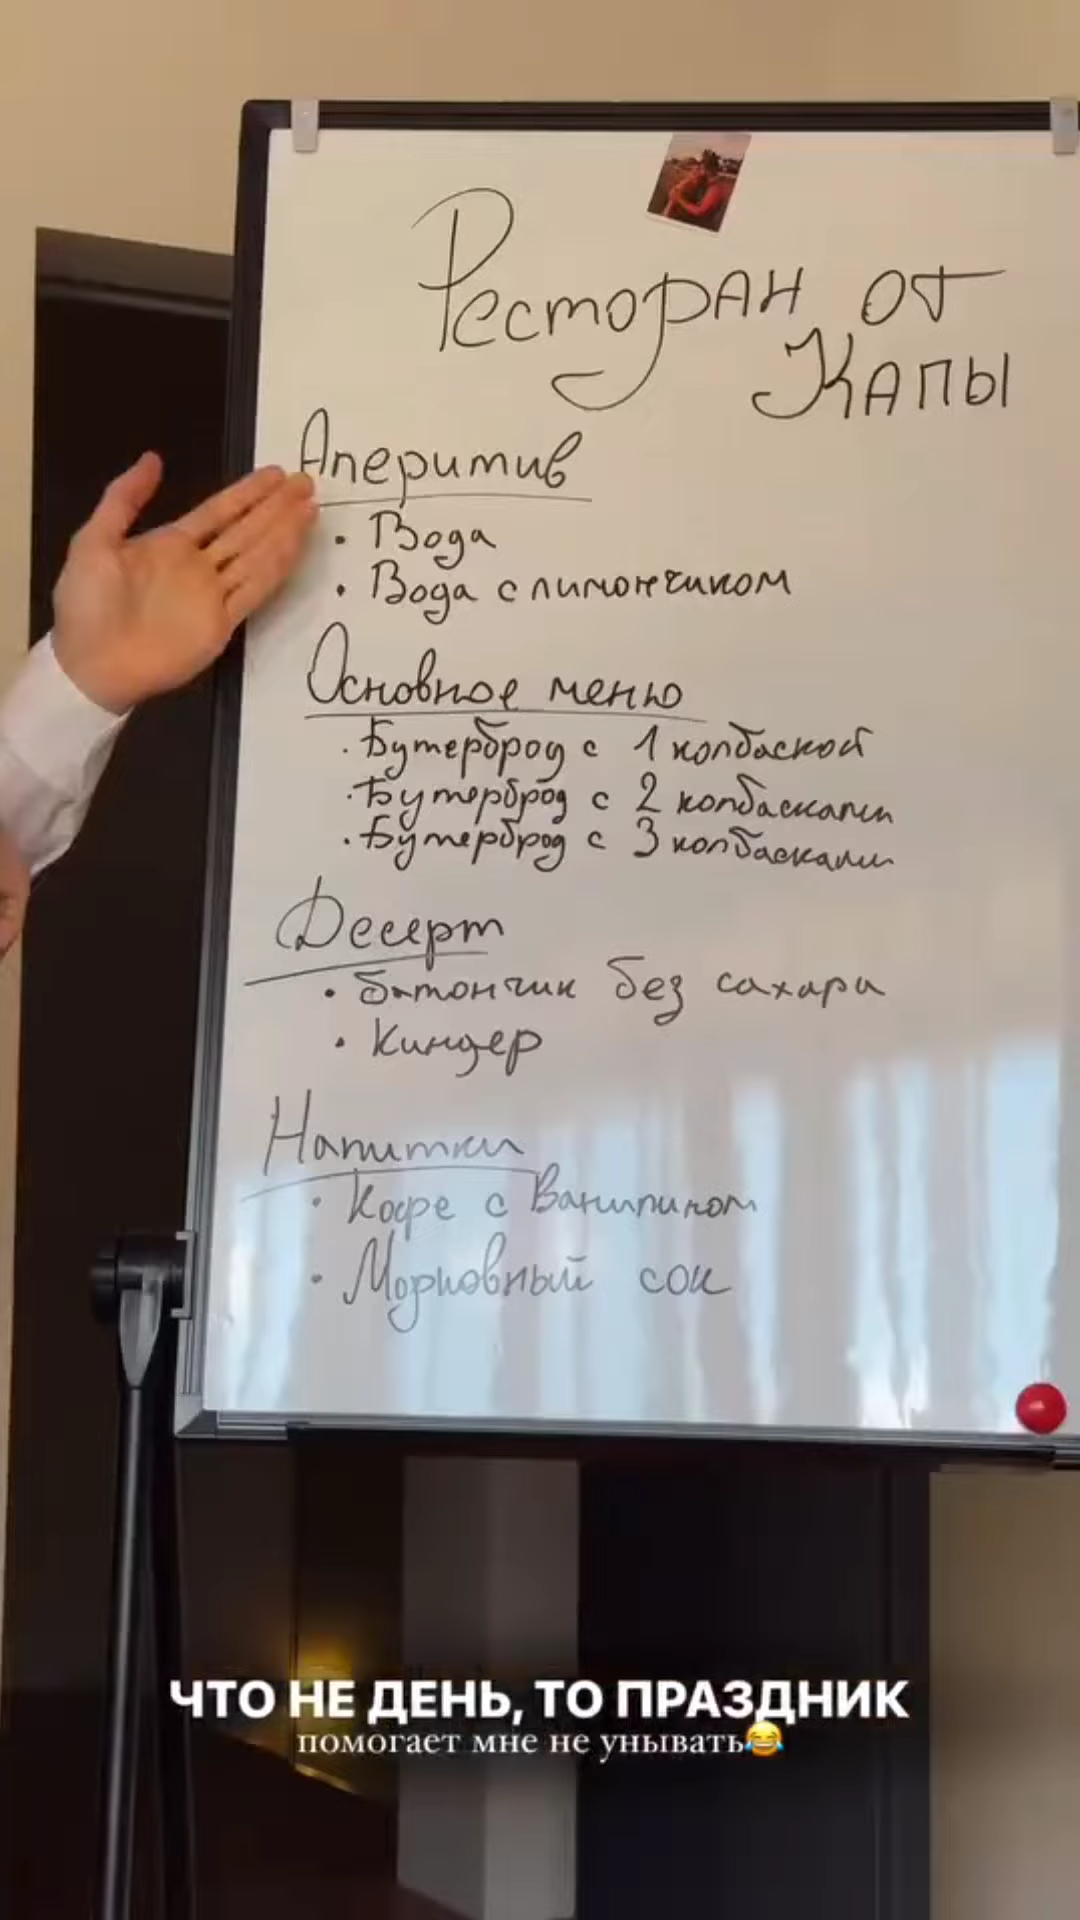 Ресторан от
Капы
Аперитив
• Вода
• Вода с лимончиком
Основное меню
• Бутерброд с 1 колбаской
• Бутерброд с 2 колбасками
• Бутерброд с 3 колбасками
Десерт
• батончик без сахара
• Киндер
Напитки
• Кофе с Ванилином
• Морковный сок
ЧТО НЕ ДЕНЬ, ТО ПРАЗДНИК
помогает мне не унывать😂